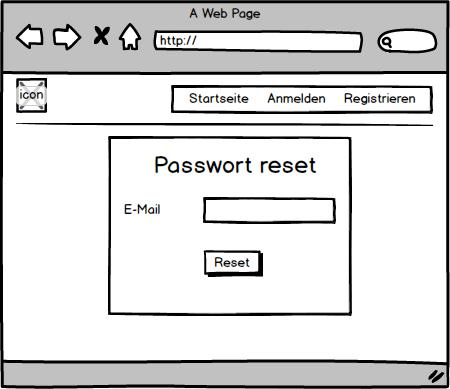 A Web Page
http://
icon
Startseite Anmelden Registrieren
Passwort reset
E-Mail
Reset